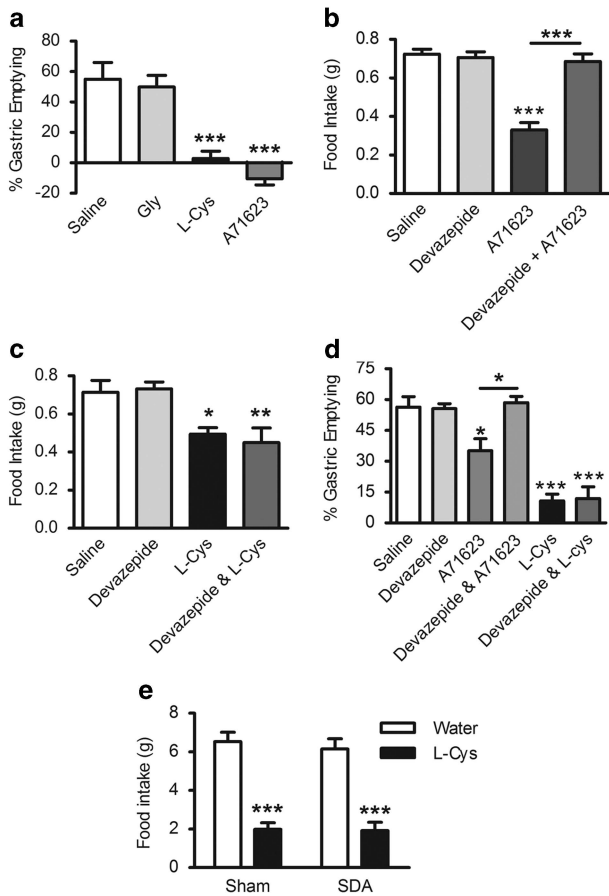 a
% Gastric Emptying
80
60
40
20
0
-20
***
***
Saline
Gly
L-Cys
A71623
b
Food Intake (g)
0.8
0.6
0.4
0.2
0.0
***
***
Saline
Devazepide
A71623
Devazepide + A71623
c
Food Intake (g)
0.8
0.6
0.4
0.2
0.0
*
**
Saline
Devazepide
L-Cys
Devazepide & L-Cys
d
% Gastric Emptying
75
60
45
30
15
0
*
*
***
***
Saline
Devazepide
A71623
Devazepide & A71623
L-Cys
Devazepide & L-cys
e
Food intake (g)
8
6
4
2
0
***
***
Water
L-Cys
Sham
SDA